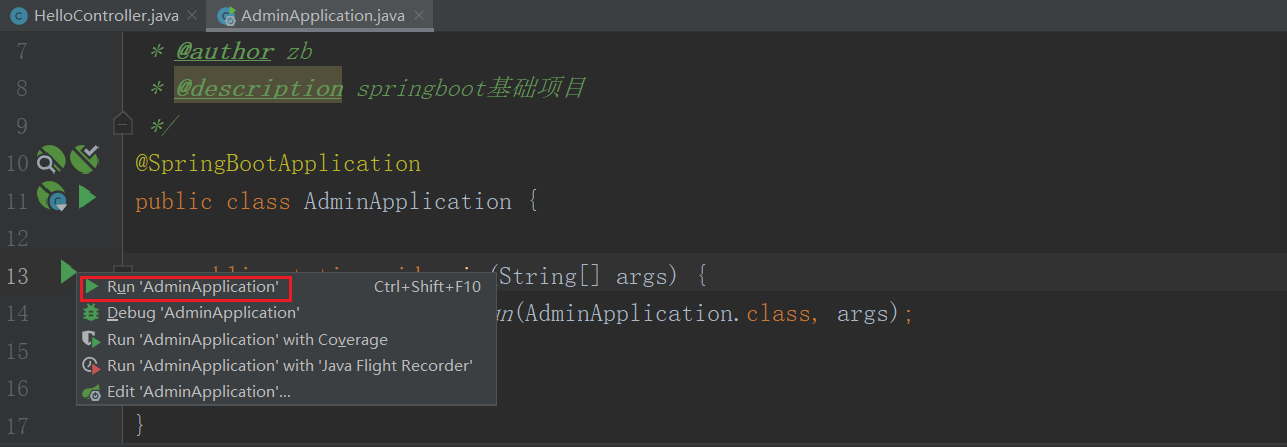 HelloController.java AdminApplication.java
7 * @author zb
8 * @description springboot基础项目
9 */
10 @SpringBootApplication
11 public class AdminApplication {
12
13 (String[] args) {
Run 'AdminApplication' Ctrl+Shift+F10
Debug 'AdminApplication'
14 un(AdminApplication.class, args);
Run 'AdminApplication' with Coverage
15
Run 'AdminApplication' with 'Java Flight Recorder'
16
Edit 'AdminApplication'...
17 }